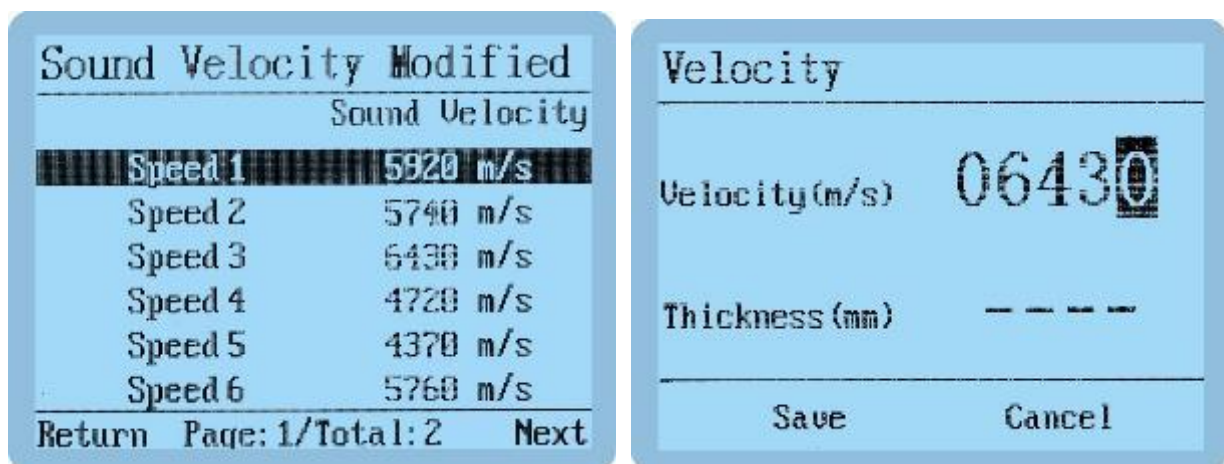 Sound Velocity Modified
Sound Velocity
Speed 1 5920 m/s
Speed 2 5740 m/s
Speed 3 6430 m/s
Speed 4 4720 m/s
Speed 5 4370 m/s
Speed 6 5760 m/s
Return Page: 1/Total: 2 Next
Velocity
Velocity(m/s) 06430
Thickness(mm) ----
Save Cancel